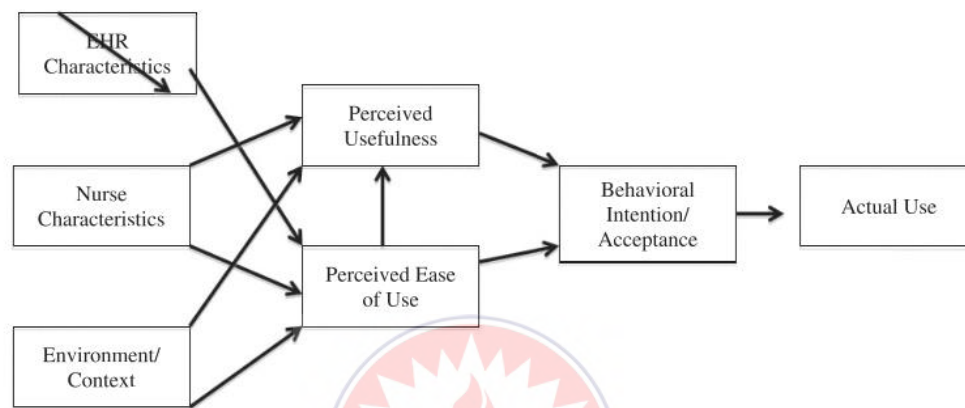 EHR
Characteristics
Perceived
Usefulness
Nurse
Characteristics
Behavioral
Intention/
Acceptance
Actual Use
Perceived Ease
of Use
Environment/
Context